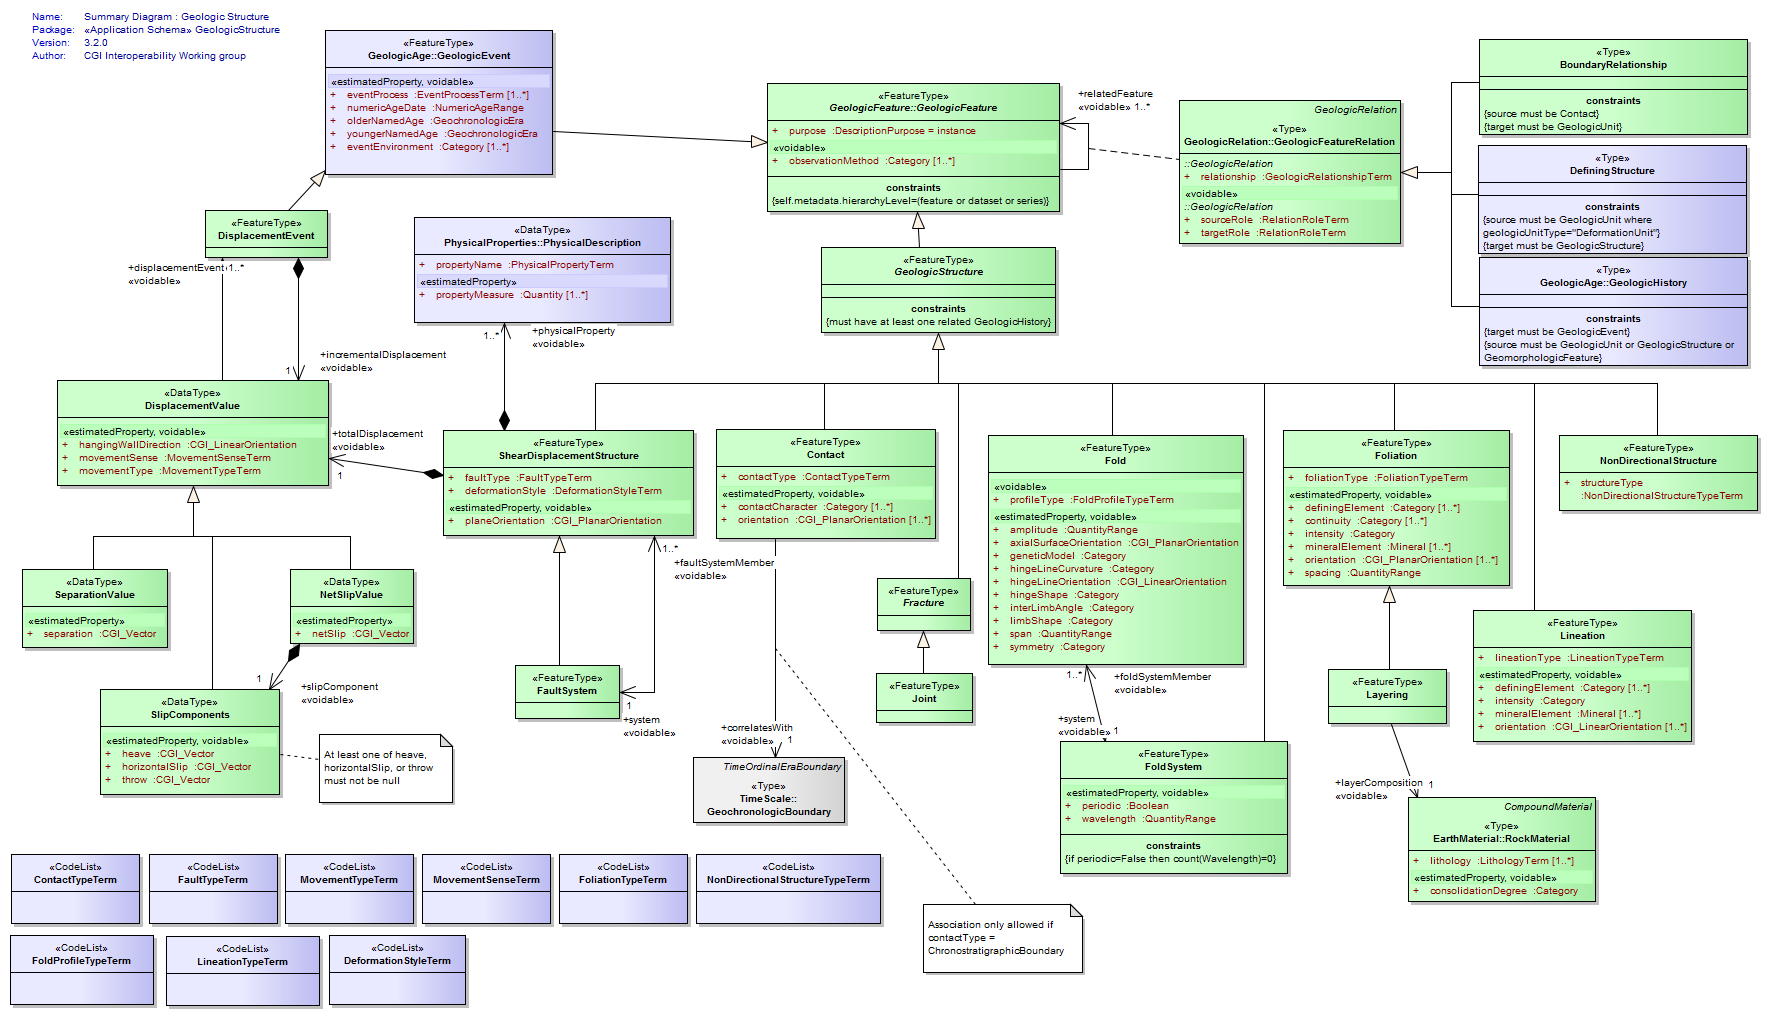 Name: Summary Diagram : Geologic Structure
Package: «Application Schema» GeologicStructure
Version: 3.2.0
Author: CGI Interoperability Working group
«FeatureType»
GeologicAge::GeologicEvent
«estimatedProperty, voidable»
+ eventProcess :EventProcessTerm [1..*]
+ numericAgeDate :NumericAgeRange
+ olderNamedAge :GeochronologicEra
+ youngerNamedAge :GeochronologicEra
+ eventEnvironment :Category [1..*]
«FeatureType»
GeologicFeature::GeologicFeature
+ purpose :DescriptionPurpose = instance
«voidable»
+ observationMethod :Category [1..*]
constraints
{self.metadata.hierarchyLevel=(feature or dataset or series)}
+relatedFeature
«voidable» 1..*
GeologicRelation
«Type»
GeologicRelation::GeologicFeatureRelation
::GeologicRelation
+ relationship :GeologicRelationshipTerm
«voidable»
::GeologicRelation
+ sourceRole :RelationRoleTerm
+ targetRole :RelationRoleTerm
«Type»
BoundaryRelationship
constraints
{source must be Contact}
{target must be GeologicUnit}
«Type»
DefiningStructure
constraints
{source must be GeologicUnit where
geologicUnitType="DeformationUnit"}
{target must be GeologicStructure}
«Type»
GeologicAge::GeologicHistory
constraints
{target must be GeologicEvent}
{source must be GeologicUnit or GeologicStructure or
GeomorphologicFeature}
«FeatureType»
DisplacementEvent
+displacementEvent 1..*
«voidable»
«DataType»
PhysicalProperties::PhysicalDescription
+ propertyName :PhysicalPropertyTerm
«estimatedProperty»
+ propertyMeasure :Quantity [1..*]
1..*
+physicalProperty
«voidable»
«FeatureType»
GeologicStructure
constraints
{must have at least one related GeologicHistory}
+incrementalDisplacement
1 «voidable»
«DataType»
DisplacementValue
«estimatedProperty, voidable»
+ hangingWallDirection :CGI_LinearOrientation
+ movementSense :MovementSenseTerm
+ movementType :MovementTypeTerm
+totalDisplacement
«voidable»
1
«FeatureType»
ShearDisplacementStructure
+ faultType :FaultTypeTerm
+ deformationStyle :DeformationStyleTerm
«estimatedProperty, voidable»
+ planeOrientation :CGI_PlanarOrientation
«FeatureType»
Contact
+ contactType :ContactTypeTerm
«estimatedProperty, voidable»
+ contactCharacter :Category [1..*]
+ orientation :CGI_PlanarOrientation [1..*]
«FeatureType»
Fold
«voidable»
+ profileType :FoldProfileTypeTerm
«estimatedProperty, voidable»
+ amplitude :QuantityRange
+ axialSurfaceOrientation :CGI_PlanarOrientation
+ geneticModel :Category
+ hingeLineCurvature :Category
+ hingeLineOrientation :CGI_LinearOrientation
+ hingeShape :Category
+ interLimbAngle :Category
+ limbShape :Category
+ span :QuantityRange
+ symmetry :Category
«FeatureType»
Foliation
+ foliationType :FoliationTypeTerm
«estimatedProperty, voidable»
+ definingElement :Category [1..*]
+ continuity :Category [1..*]
+ intensity :Category
+ mineralElement :Mineral [1..*]
+ orientation :CGI_PlanarOrientation [1..*]
+ spacing :QuantityRange
«FeatureType»
NonDirectionalStructure
+ structureType
:NonDirectionalStructureTypeTerm
«DataType»
SeparationValue
«estimatedProperty»
+ separation :CGI_Vector
«DataType»
NetSlipValue
«estimatedProperty»
+ netSlip :CGI_Vector
1..*
+faultSystemMember
«voidable»
«FeatureType»
Fracture
«FeatureType»
Joint
«FeatureType»
Lineation
+ lineationType :LineationTypeTerm
«estimatedProperty, voidable»
+ definingElement :Category [1..*]
+ intensity :Category
+ mineralElement :Mineral [1..*]
+ orientation :CGI_LinearOrientation [1..*]
1
+slipComponent
«voidable»
«DataType»
SlipComponents
«estimatedProperty, voidable»
+ heave :CGI_Vector
+ horizontalSlip :CGI_Vector
+ throw :CGI_Vector
At least one of heave,
horizontalSlip, or throw
must not be null
«FeatureType»
FaultSystem
1
+system
«voidable»
+correlatesWith
«voidable» 1
TimeOrdinalEraBoundary
«Type»
TimeScale::
GeochronologicBoundary
1..*
+foldSystemMember
«voidable»
+system
«voidable» 1
«FeatureType»
FoldSystem
«estimatedProperty, voidable»
+ periodic :Boolean
+ wavelength :QuantityRange
constraints
{if periodic=False then count(Wavelength)=0}
«FeatureType»
Layering
+layerComposition 1
«voidable»
CompoundMaterial
«Type»
EarthMaterial::RockMaterial
+ lithology :LithologyTerm [1..*]
«estimatedProperty, voidable»
+ consolidationDegree :Category
Association only allowed if
contactType =
ChronostratigraphicBoundary
«CodeList»
ContactTypeTerm
«CodeList»
FaultTypeTerm
«CodeList»
MovementTypeTerm
«CodeList»
MovementSenseTerm
«CodeList»
FoliationTypeTerm
«CodeList»
NonDirectionalStructureTypeTerm
«CodeList»
FoldProfileTypeTerm
«CodeList»
LineationTypeTerm
«CodeList»
DeformationStyleTerm